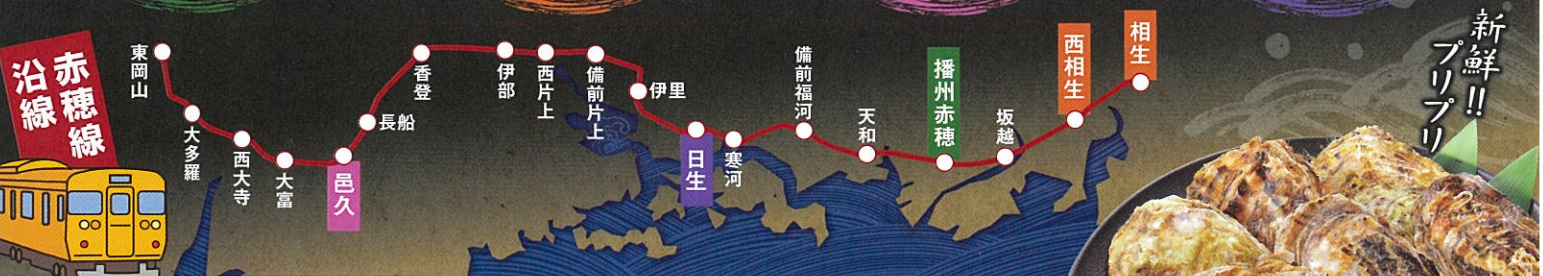 赤穂線
沿線
東岡山
大多羅
西大寺
大富
邑久
長船
香登
伊部
西片上
備前片上
伊里
日生
寒河
備前福河
天和
播州赤穂
坂越
西相生
相生
新鮮!!
プリプリ